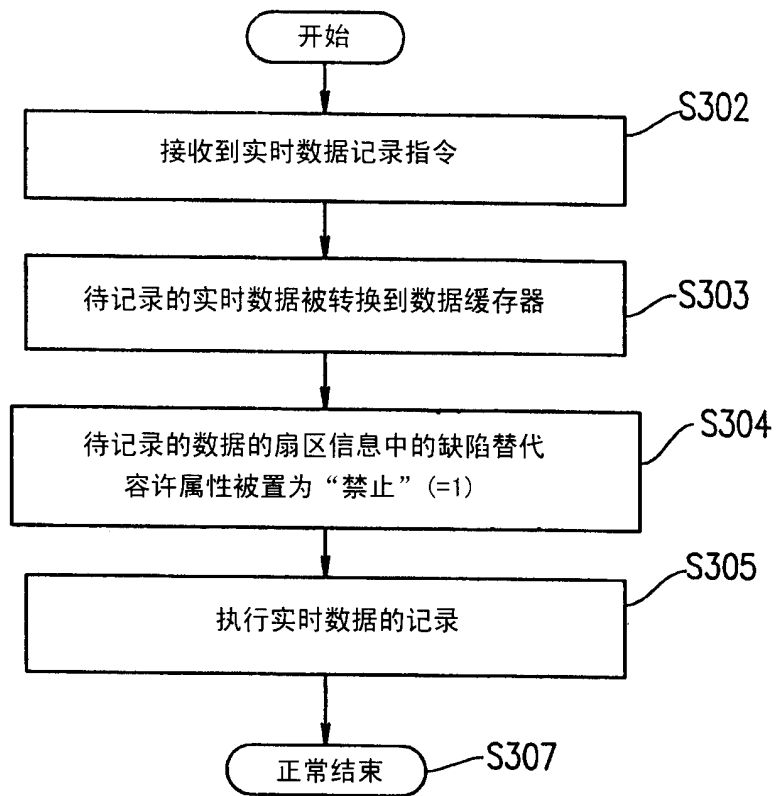 开始
S302
接收到实时数据记录指令
S303
待记录的实时数据被转换到数据缓存器
S304
待记录的数据的扇区信息中的缺陷替代
容许属性被置为“禁止”(=1)
S305
执行实时数据的记录
S307
正常结束